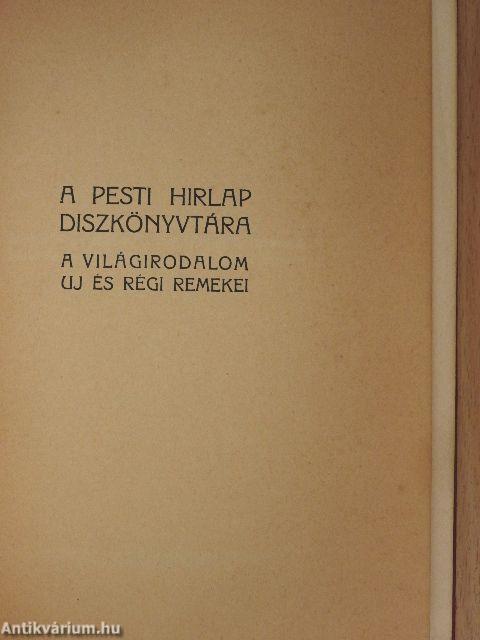 A PESTI HIRLAP
DISZKÖNYVTÁRA
A VILÁGIRODALOM
UJ ÉS RÉGI REMEKEI
Antikvárium.hu